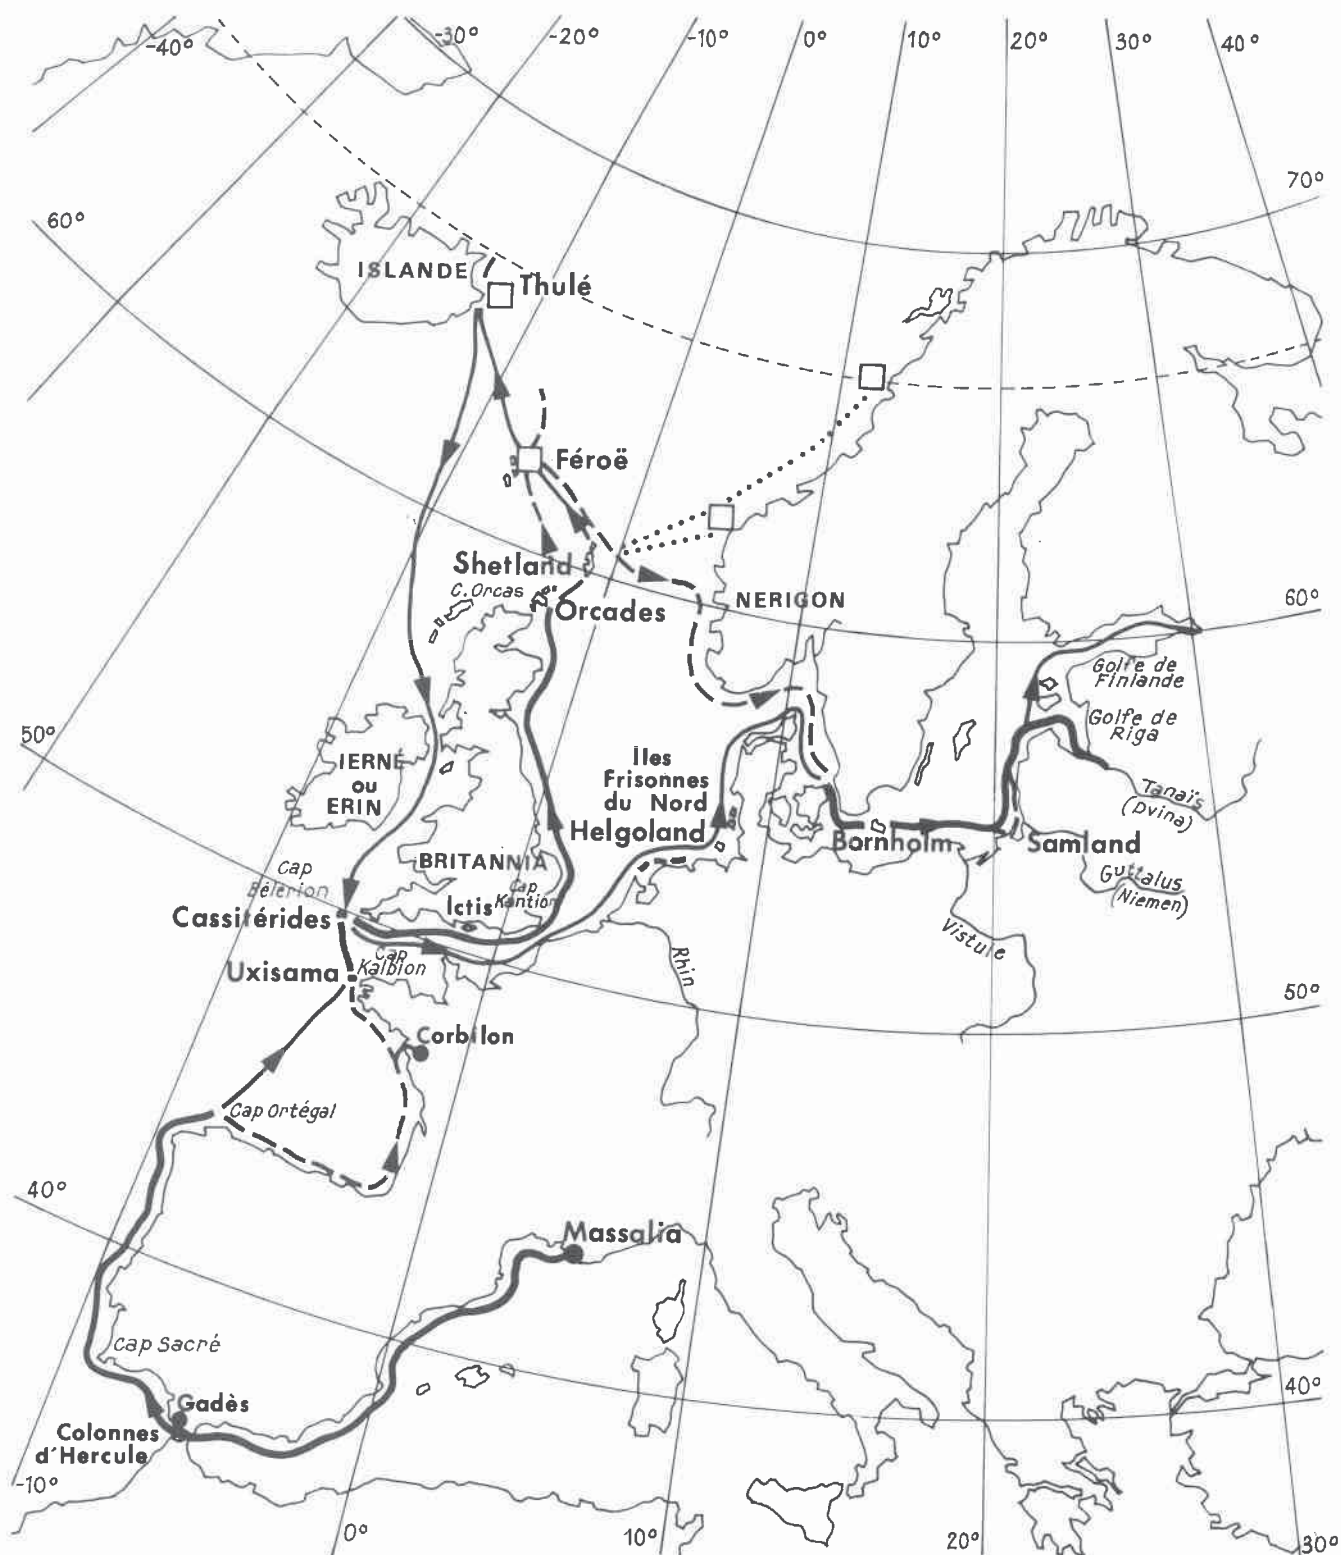 -40°
-30°
-20°
-10°
0°
10°
20°
30°
40°
70°
60°
ISLANDE
Thulé
Féroë
Shetland
C. Orcas
Orcades
NERIGON
60°
Golfe de
Finlande
Golfe de
Riga
50°
IERNÉ
ou
ERIN
Iles
Frisonnes
du Nord
Helgoland
Tanaïs
(Dvina)
Bornholm
Samland
BRITANNIA
Cap
Bélerion
Cap
Kantion
Ictis
Guttalus
(Niemen)
Cassitérides
Vistule
Cap
Kalbion
Uxisama
Rhin
50°
Corbilon
Cap Ortégal
40°
Massalia
Cap Sacré
Gadès
40°
Colonnes
d'Hercule
-10°
0°
10°
20°
30°